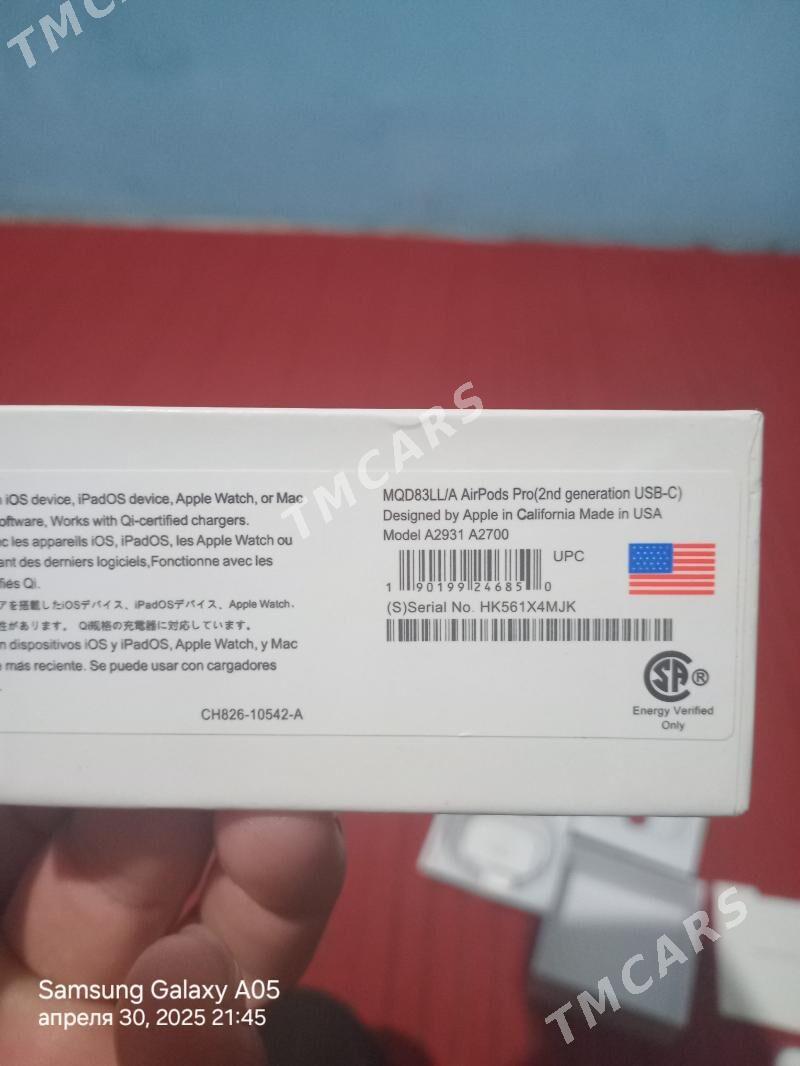 TMCARS
iOS device, iPadOS device, Apple Watch, or Mac
oftware, Works with Qi-certified chargers.
c les appareils iOS, iPadOS, les Apple Watch ou
ant des derniers logiciels,Fonctionne avec les
fiés Qi.
アを搭載したiOSデバイス、iPadOSデバイス、Apple Watch、
性があります。 Qi規格の充電器に対応しています。
n dispositivos iOS y iPadOS, Apple Watch, y Mac
más reciente. Se puede usar con cargadores
CH826-10542-A
TMCARS
MQD83LL/A AirPods Pro(2nd generation USB-C)
Designed by Apple in California Made in USA
Model A2931 A2700
UPC
1 90199 24685 0
(S)Serial No. HK561X4MJK
SA ®
Energy Verified
Only
TMCARS
Samsung Galaxy A05
апреля 30, 2025 21:45